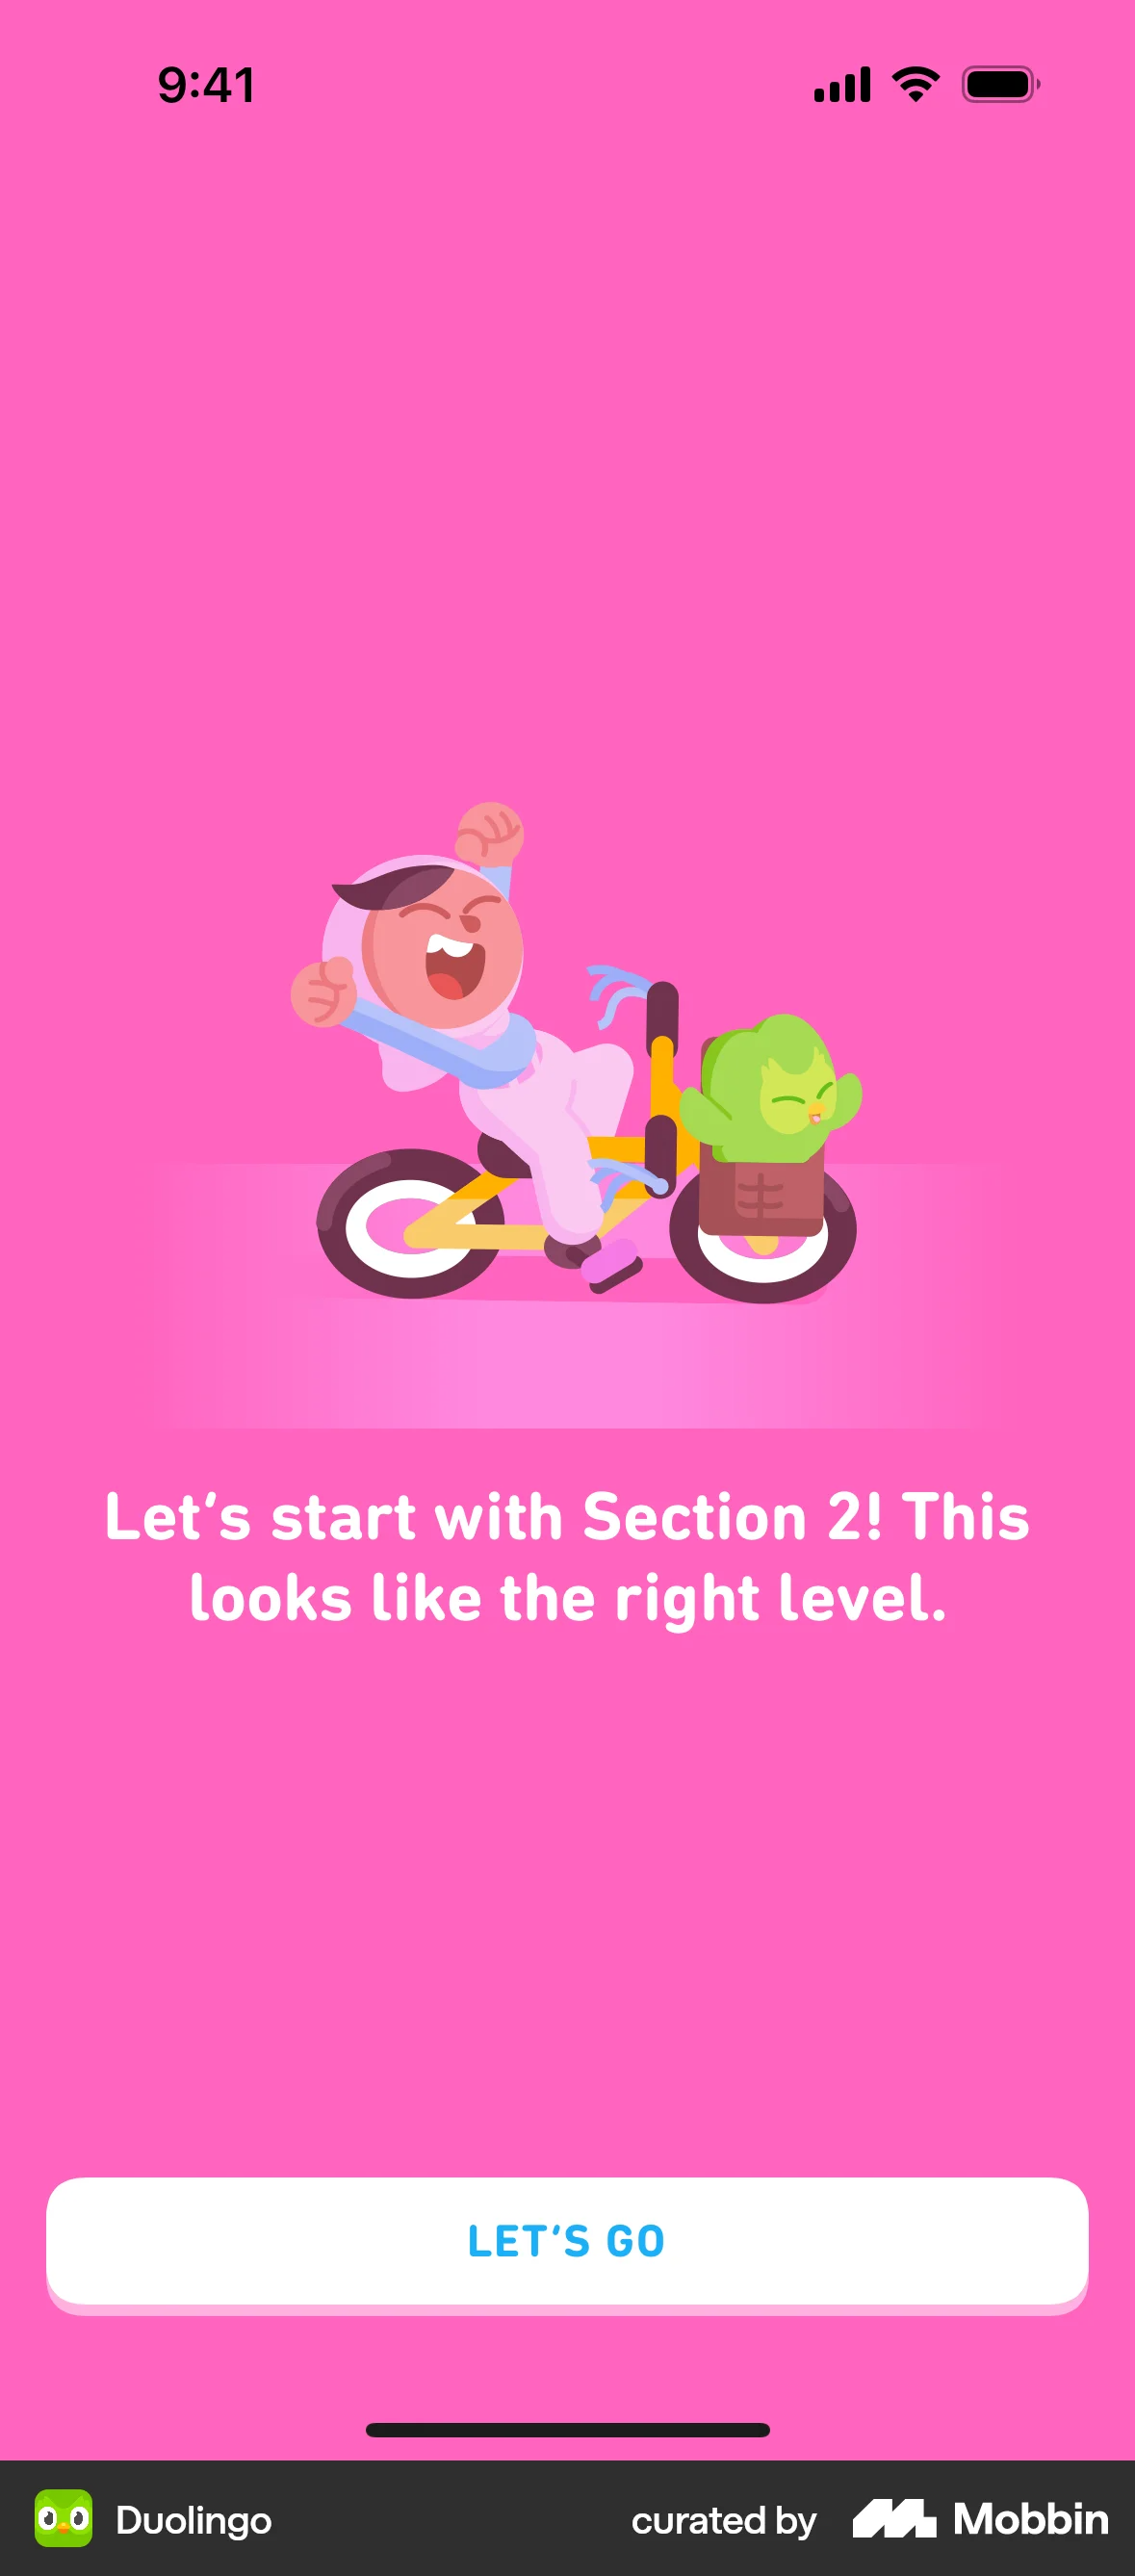 9:41
Let's start with Section 2! This
looks like the right level.
LET'S GO
Duolingo
curated by Mobbin